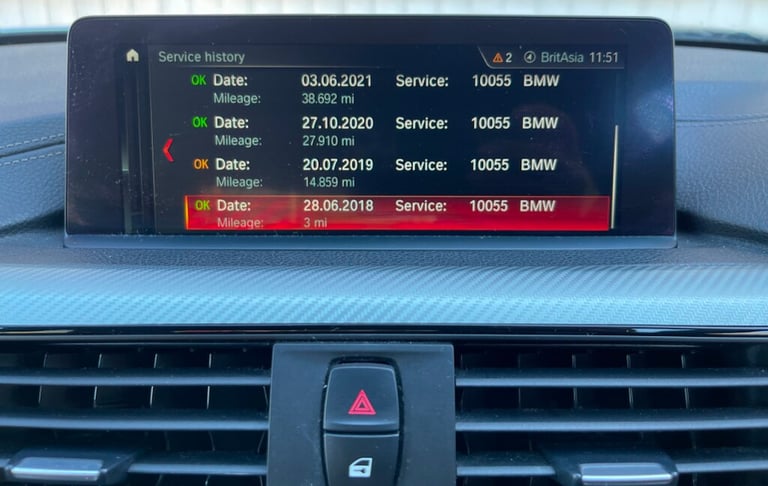 Service history 2 BritAsia 11:51
OK Date: 03.06.2021 Service: 10055 BMW
Mileage: 38.692 mi
OK Date: 27.10.2020 Service: 10055 BMW
Mileage: 27.910 mi
OK Date: 20.07.2019 Service: 10055 BMW
Mileage: 14.859 mi
OK Date: 28.06.2018 Service: 10055 BMW
Mileage: 3 mi